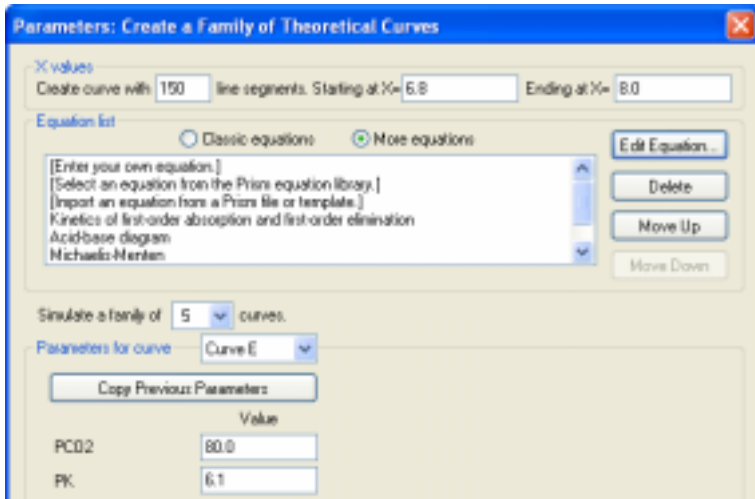 Parameters: Create a Family of Theoretical Curves
X values
Create curve with 150 line segments. Starting at X= 6.8 Ending at X= 8.0
Equation list
Classic equations More equations
Edit Equation...
[Enter your own equation.]
[Select an equation from the Prism equation library.]
[Import an equation from a Prism file or template.]
Kinetics of first-order absorption and first-order elimination
Acid-base diagram
Michaelis-Menten
Delete
Move Up
Move Down
Simulate a family of 5 curves.
Parameters for curve Curve E
Copy Previous Parameters
Value
PCO2 80.0
PK 6.1